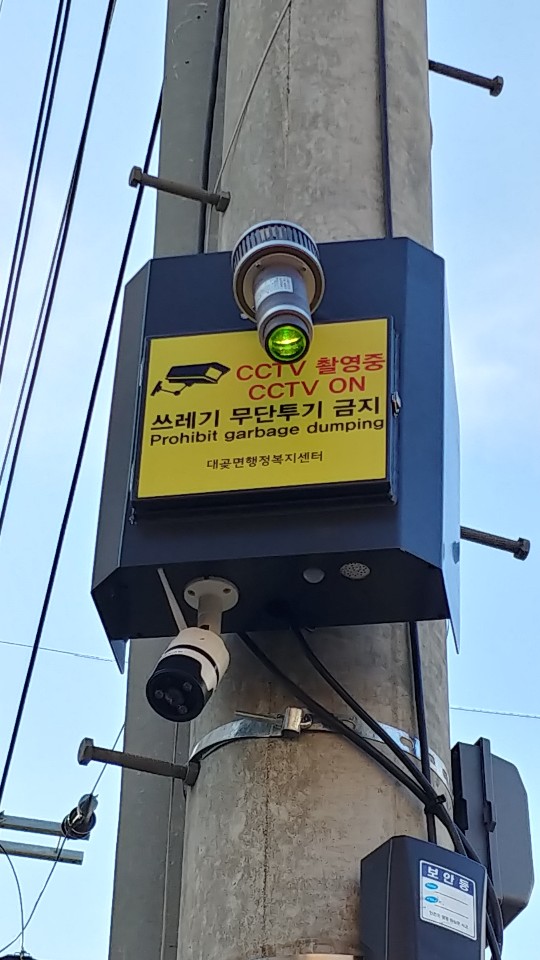 CCTV 촬영중
CCTV ON
쓰레기 무단투기 금지
Prohibit garbage dumping
대곶면행정복지센터
보안등